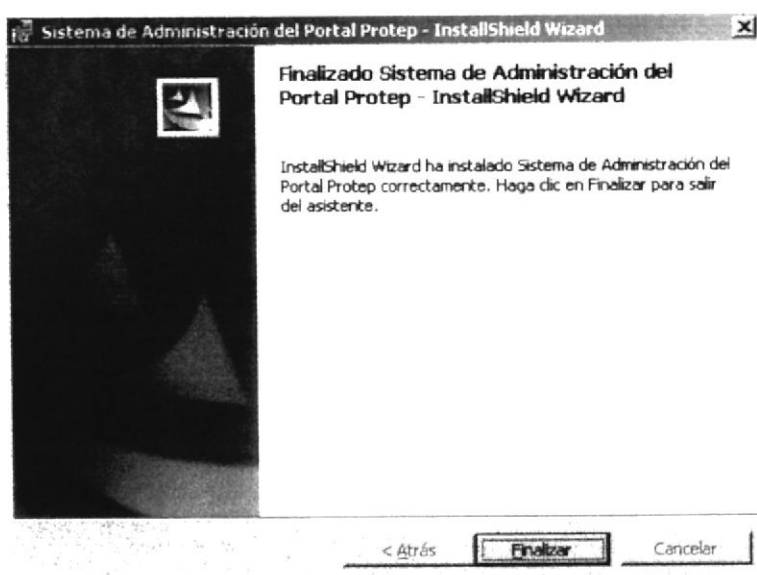 Sistema de Administración del Portal Protep - InstallShield Wizard
Finalizado Sistema de Administración del
Portal Protep - InstallShield Wizard
InstallShield Wizard ha instalado Sistema de Administración del
Portal Protep correctamente. Haga clic en Finalizar para salir
del asistente.
< Atrás Finalizar Cancelar